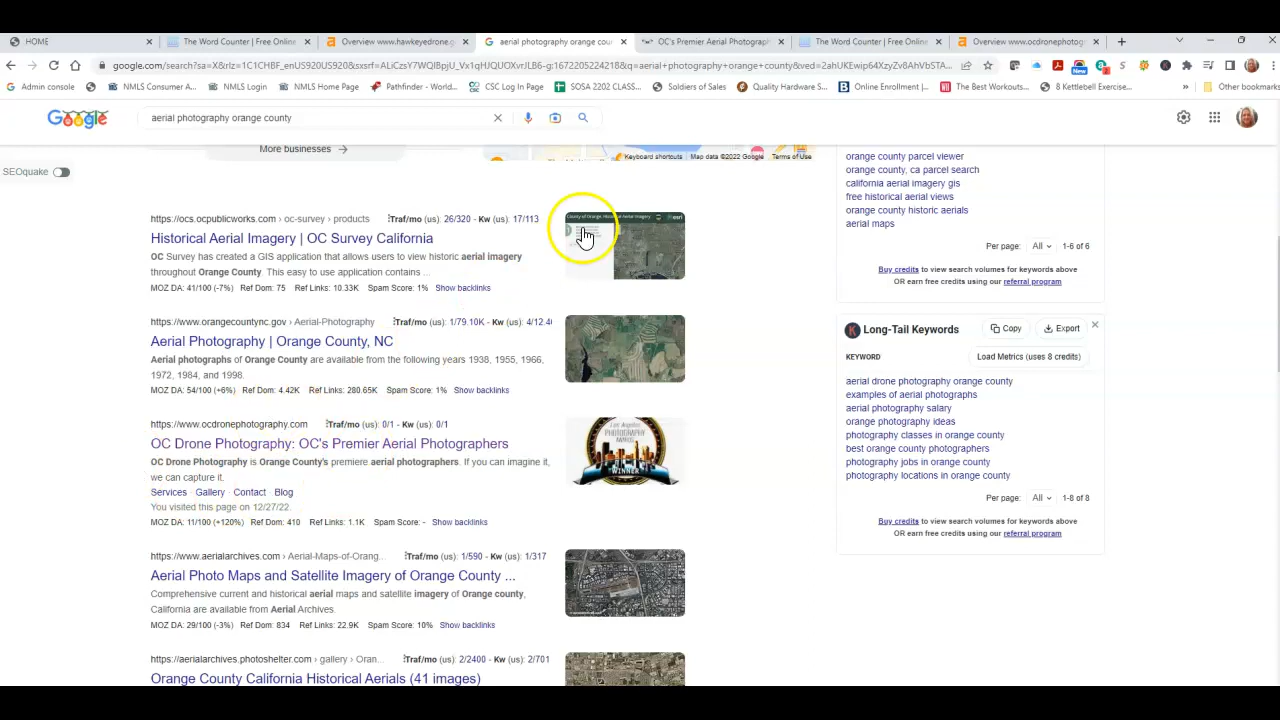 HOME
The Word Counter | Free Online
Overview www.hawkeyedrone.g
aerial photography orange cou
OC's Premier Aerial Photograph
The Word Counter | Free Online
Overview www.ocdronephotog
Admin console
NMLS Consumer A...
NMLS Login
NMLS Home Page
Pathfinder - World...
CSC Log In Page
SOSA 2202 CLASS...
Soldiers of Sales
Quality Hardware S...
Online Enrollment |...
The Best Workouts...
8 Kettlebell Exercise...
Other bookmarks
Google
aerial photography orange county
More businesses
Keyboard shortcuts
Map data ©2022 Google
Terms of Use
SEOquake
https://ocs.ocpublicworks.com › oc-survey › products
Traf/mo (us): 26/320 - Kw (us): 17/113
Historical Aerial Imagery | OC Survey California
OC Survey has created a GIS application that allows users to view historic aerial imagery
throughout Orange County. This easy to use application contains ...
MOZ DA: 41/100 (-7%) Ref Dom: 75 Ref Links: 10.33K Spam Score: 1% Show backlinks
https://www.orangecountync.gov › Aerial-Photography
Traf/mo (us): 1/79.10K - Kw (us): 4/12.4
Aerial Photography | Orange County, NC
Aerial photographs of Orange County are available from the following years 1938, 1955, 1966,
1972, 1984, and 1998.
MOZ DA: 54/100 (+6%) Ref Dom: 4.42K Ref Links: 280.65K Spam Score: 1% Show backlinks
https://www.ocdronephotography.com
Traf/mo (us): 0/1 - Kw (us): 0/1
OC Drone Photography: OC's Premier Aerial Photographers
OC Drone Photography is Orange County's premiere aerial photographers. If you can imagine it,
we can capture it.
Services · Gallery · Contact · Blog
You visited this page on 12/27/22.
MOZ DA: 11/100 (+120%) Ref Dom: 410 Ref Links: 1.1K Spam Score: - Show backlinks
Los Angeles
PHOTOGRAPHY
AWARDS
WINNER
https://www.aerialarchives.com › Aerial-Maps-of-Orang...
Traf/mo (us): 1/590 - Kw (us): 1/317
Aerial Photo Maps and Satellite Imagery of Orange County ...
Comprehensive current and historical aerial maps and satellite imagery of Orange county,
California are available from Aerial Archives.
MOZ DA: 29/100 (-3%) Ref Dom: 834 Ref Links: 22.9K Spam Score: 10% Show backlinks
https://aerialarchives.photoshelter.com › gallery › Oran...
Traf/mo (us): 2/2400 - Kw (us): 2/701
Orange County California Historical Aerials (41 images)
orange county parcel viewer
orange county, ca parcel search
california aerial imagery gis
free historical aerial views
orange county historic aerials
aerial maps
Per page: All 1-6 of 6
Buy credits to view search volumes for keywords above
OR earn free credits using our referral program
Long-Tail Keywords
Copy
Export
KEYWORD
Load Metrics (uses 8 credits)
aerial drone photography orange county
examples of aerial photographs
aerial photography salary
orange photography ideas
photography classes in orange county
best orange county photographers
photography jobs in orange county
photography locations in orange county
Per page: All 1-8 of 8
Buy credits to view search volumes for keywords above
OR earn free credits using our referral program